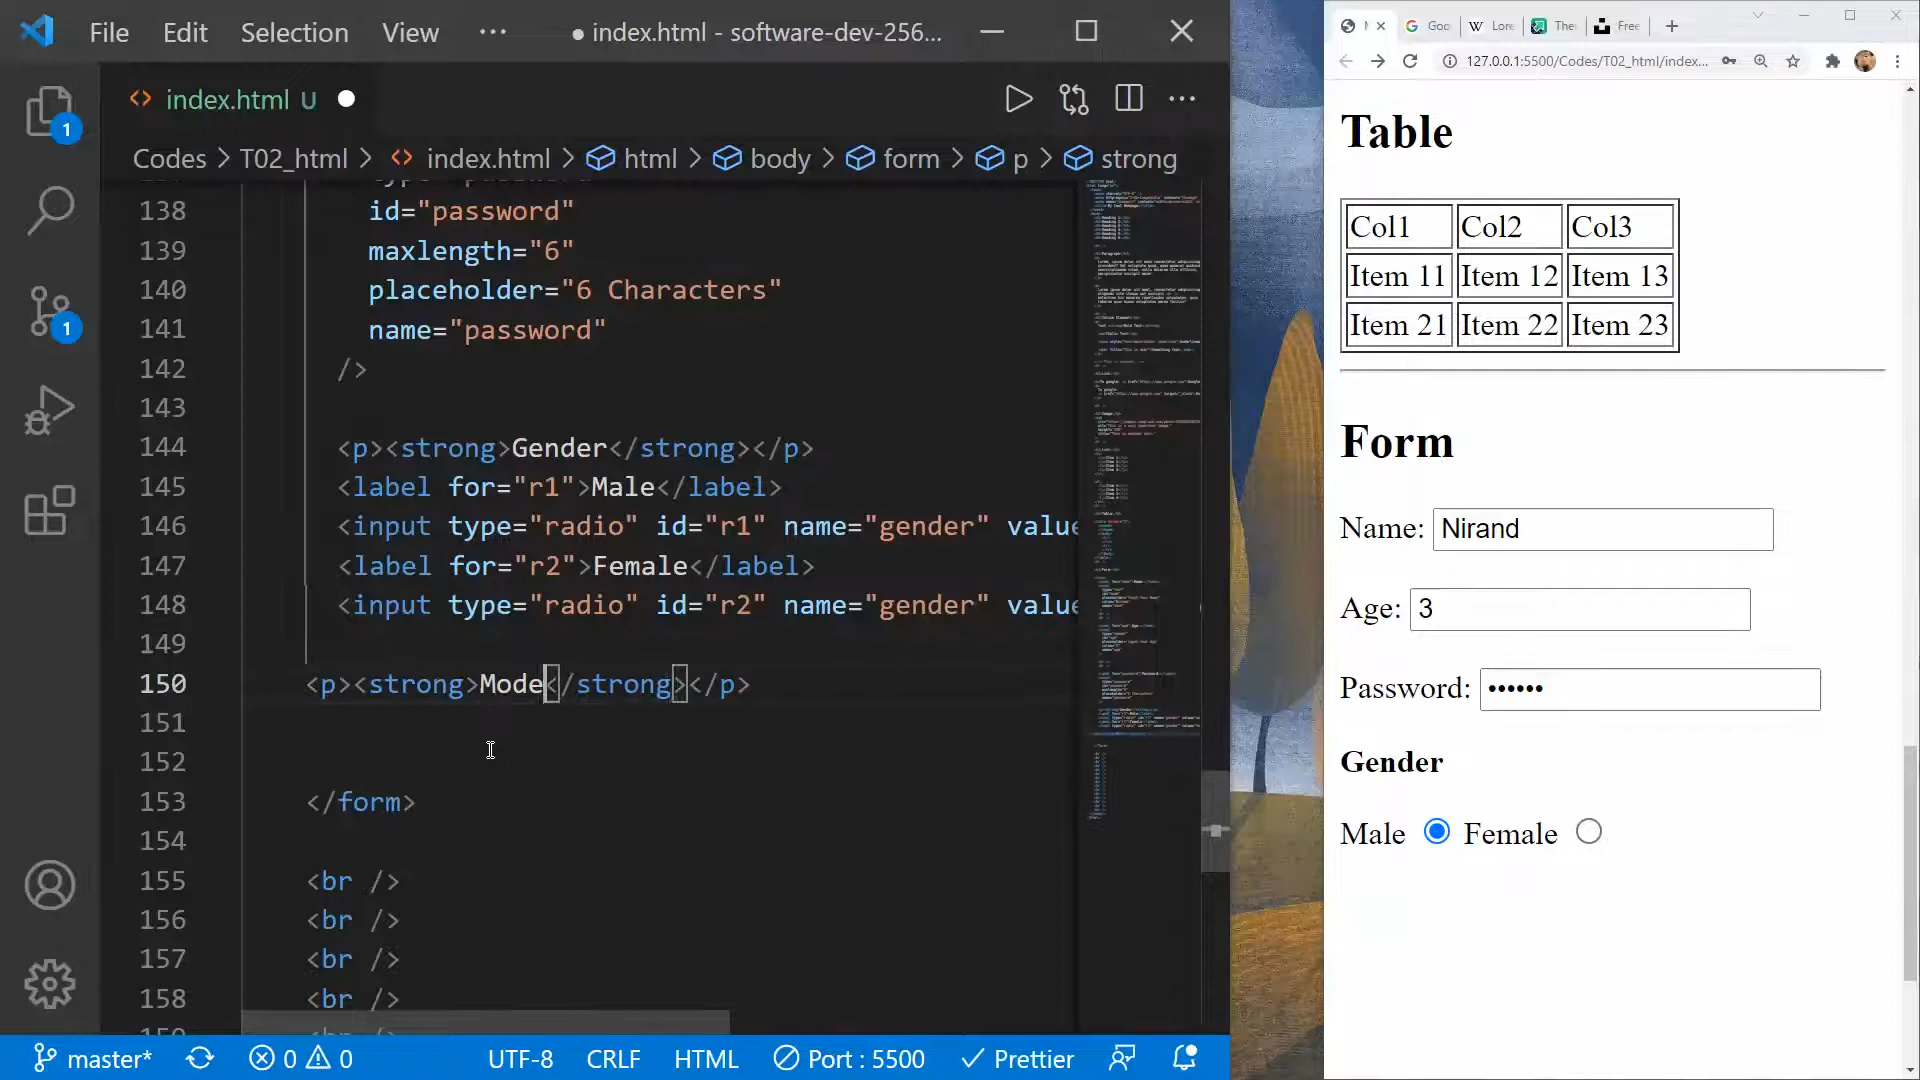 File Edit Selection View ··· ● index.html - software-dev-256...
index.html U
Codes > T02_html > index.html > html > body > form > p > strong
138 id="password"
139 maxlength="6"
140 placeholder="6 Characters"
141 name="password"
142 />
143
144 <p><strong>Gender</strong></p>
145 <label for="r1">Male</label>
146 <input type="radio" id="r1" name="gender" value
147 <label for="r2">Female</label>
148 <input type="radio" id="r2" name="gender" value
149
150 <p><strong>Mode</strong></p>
151
152
153 </form>
154
155 <br />
156 <br />
157 <br />
158 <br />
1
1
master* 0 0 UTF-8 CRLF HTML Port : 5500 Prettier
Goo Lore The Free
127.0.0.1:5500/Codes/T02_html/index...
Table
Col1 Col2 Col3
Item 11 Item 12 Item 13
Item 21 Item 22 Item 23
Form
Name: Nirand
Age: 3
Password: ••••••
Gender
Male Female